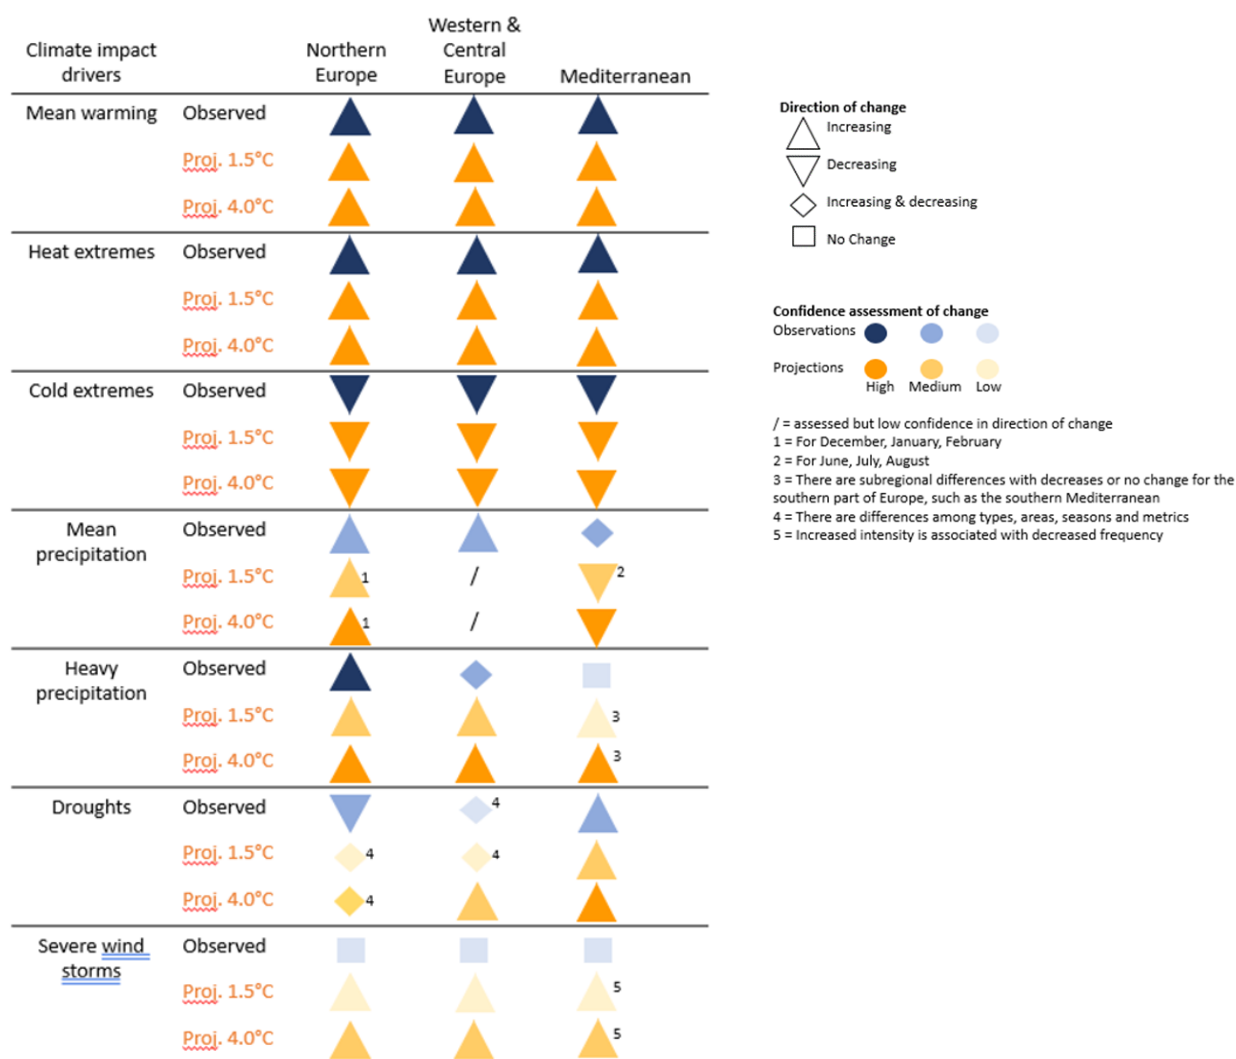 Climate impact
drivers
Northern
Europe
Western &
Central
Europe
Mediterranean
Mean warming
Observed
Proj. 1.5°C
Proj. 4.0°C
Heat extremes
Observed
Proj. 1.5°C
Proj. 4.0°C
Cold extremes
Observed
Proj. 1.5°C
Proj. 4.0°C
Mean
precipitation
Observed
Proj. 1.5°C 1 / 2
Proj. 4.0°C 1 /
Heavy
precipitation
Observed
Proj. 1.5°C 3
Proj. 4.0°C 3
Droughts
Observed 4
Proj. 1.5°C 4 4
Proj. 4.0°C 4
Severe wind
storms
Observed
Proj. 1.5°C 5
Proj. 4.0°C 5
Direction of change
Increasing
Decreasing
Increasing & decreasing
No Change
Confidence assessment of change
Observations
Projections
High Medium Low
/ = assessed but low confidence in direction of change
1 = For December, January, February
2 = For June, July, August
3 = There are subregional differences with decreases or no change for the
southern part of Europe, such as the southern Mediterranean
4 = There are differences among types, areas, seasons and metrics
5 = Increased intensity is associated with decreased frequency